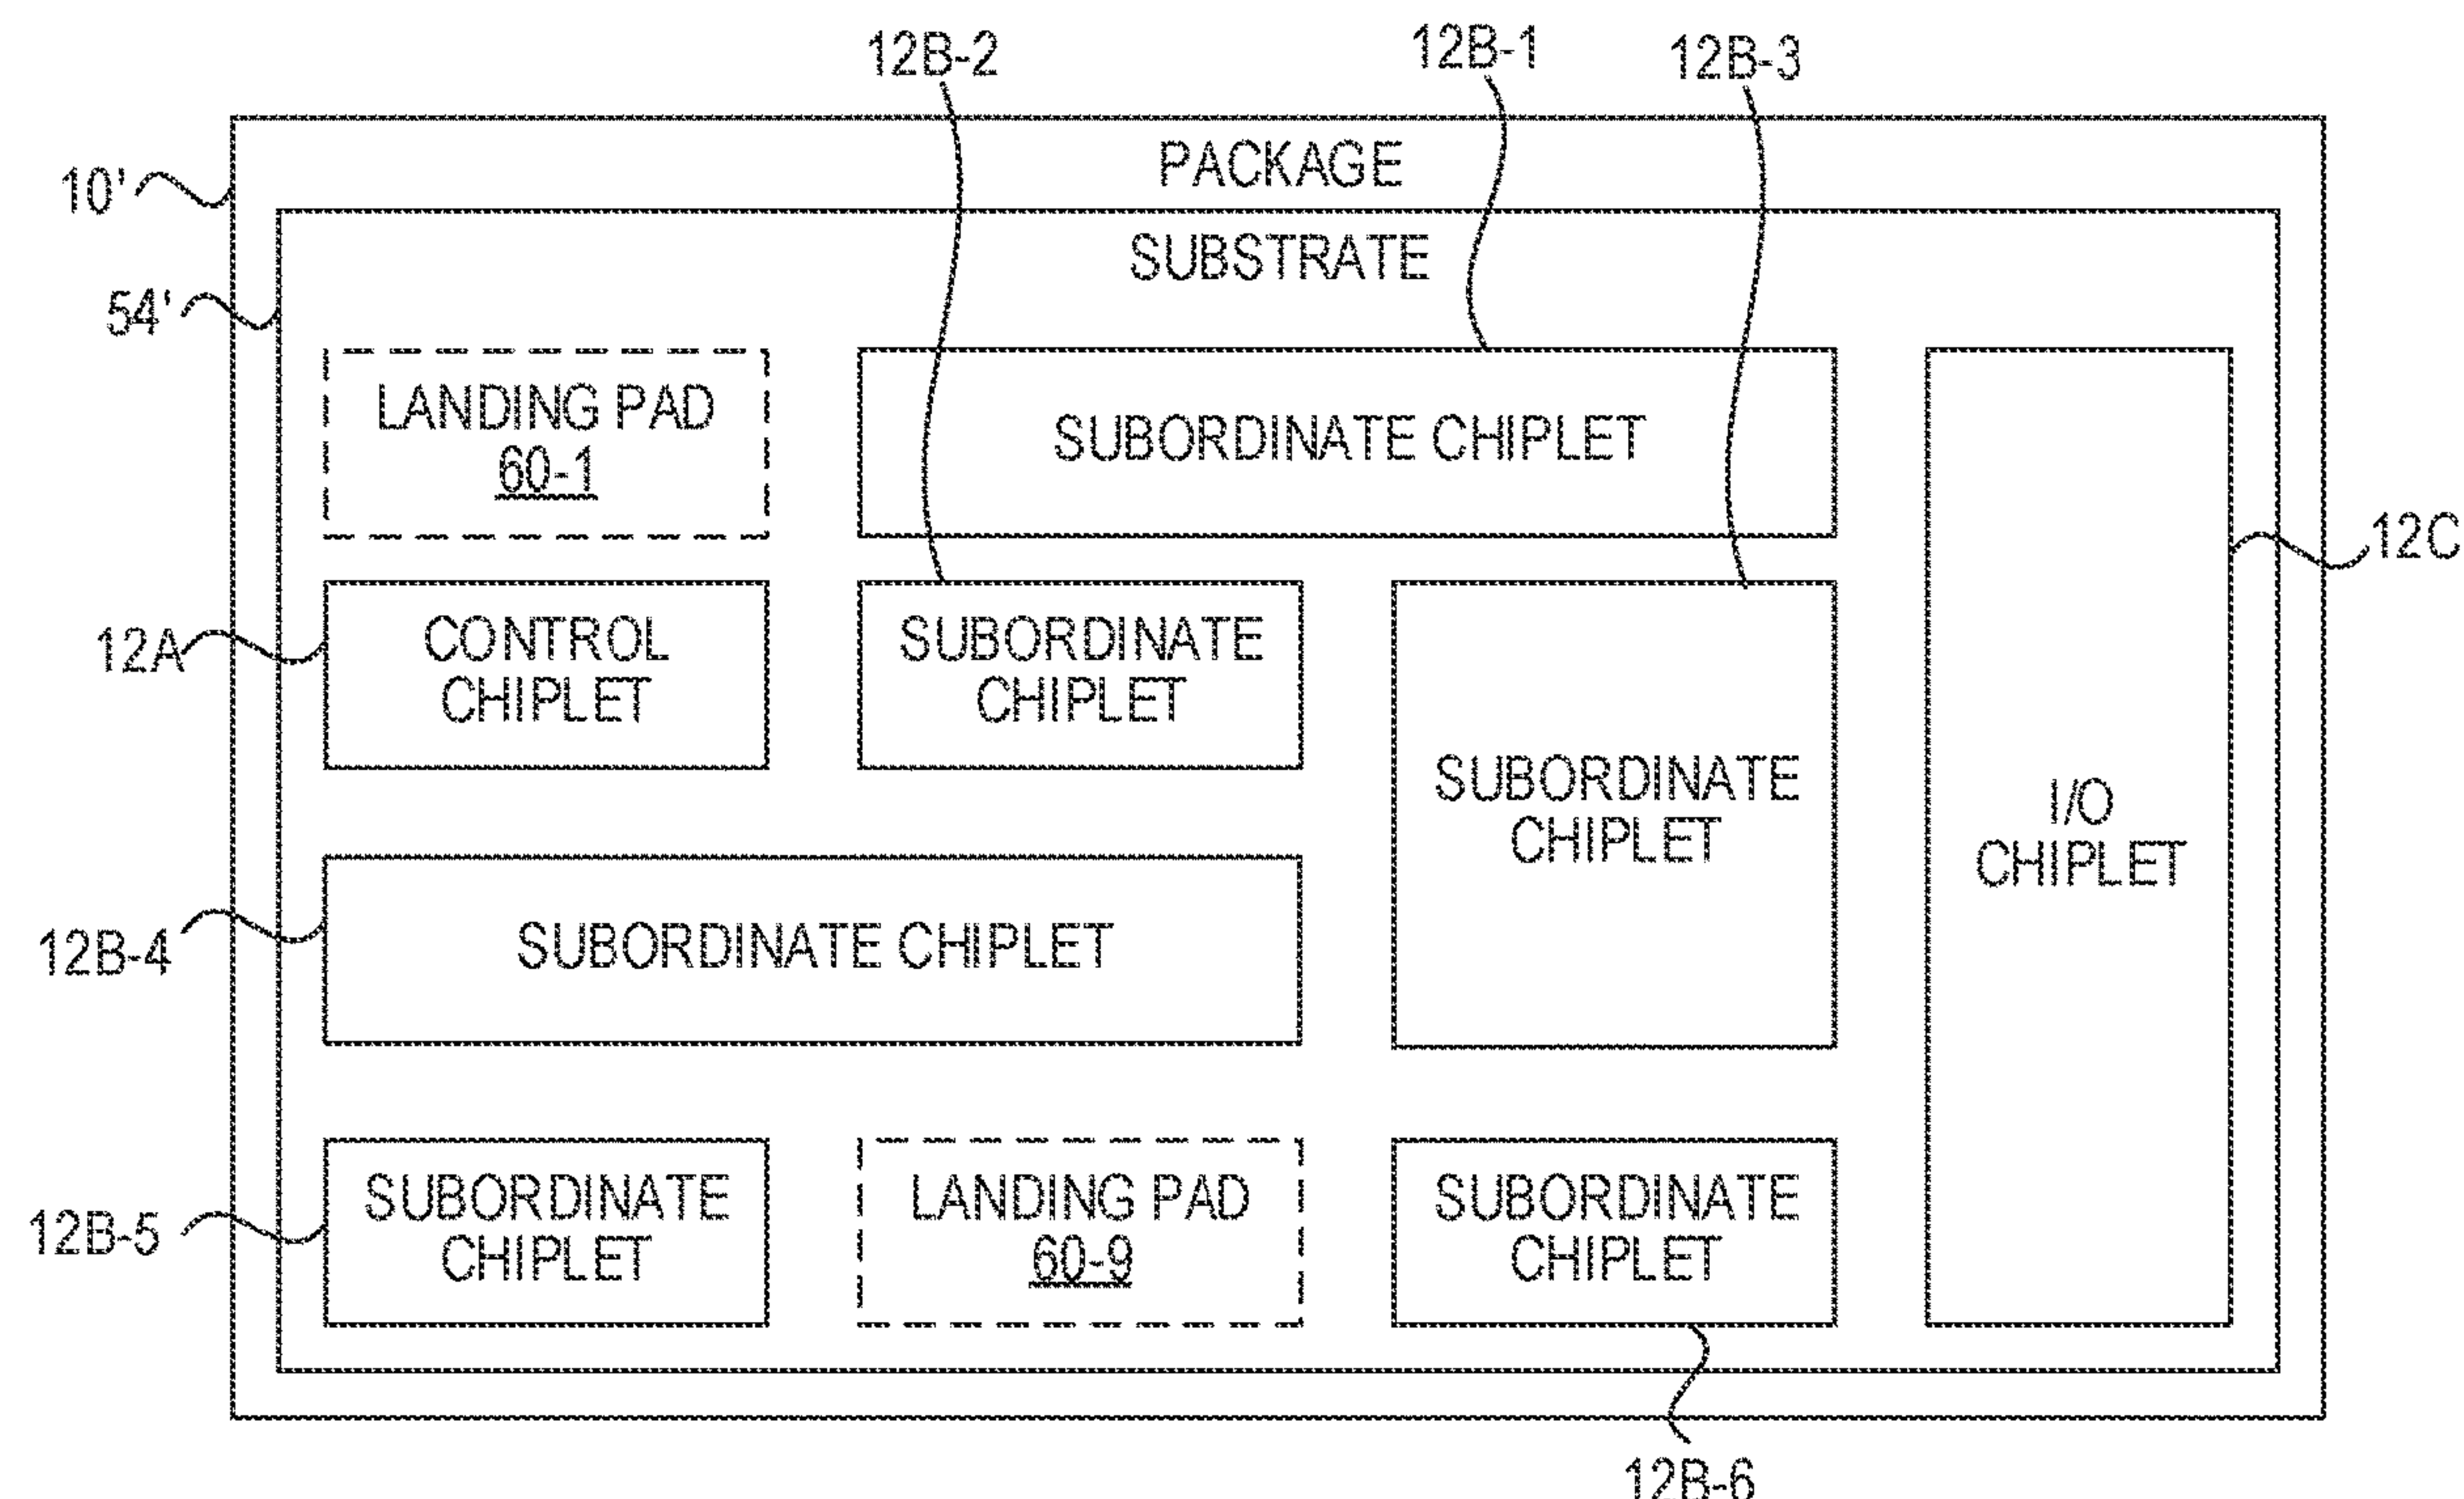 12B-2
12B-1
12B-3
PACKAGE
10'
SUBSTRATE
54'
LANDING PAD
60-1
SUBORDINATE CHIPLET
12C
12A
CONTROL
CHIPLET
SUBORDINATE
CHIPLET
SUBORDINATE
CHIPLET
I/O
CHIPLET
12B-4
SUBORDINATE CHIPLET
12B-5
SUBORDINATE
CHIPLET
LANDING PAD
60-9
SUBORDINATE
CHIPLET
12B-6